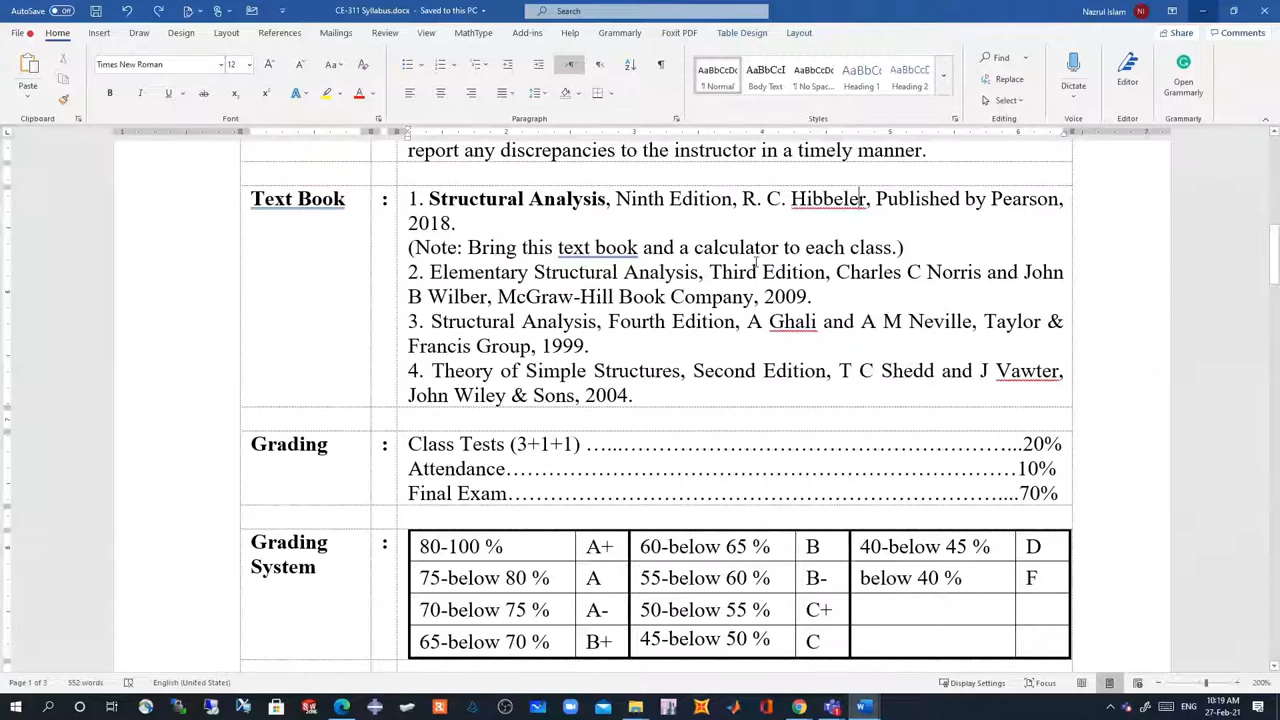 AutoSave On CE-311 Syllabus.docx - Saved to this PC Search Nazrul Islam NI
File Home Insert Draw Design Layout References Mailings Review View MathType Add-ins Grammarly Foxit PDF Table Design Layout Share Comments
Times New Roman 12 AaBbCcDc AaBbCcI AaBbCcDc AaBbCcC AaBbCcD Find Replace Select
Paste ¶ Normal Body Text ¶ No Spac... Heading 1 Heading 2 Dictate Editor Open Grammarly
Clipboard Font Paragraph Styles Editing Voice Editor Grammarly
report any discrepancies to the instructor in a timely manner.
Text Book : 1. Structural Analysis, Ninth Edition, R. C. Hibbeler, Published by Pearson,
2018.
(Note: Bring this text book and a calculator to each class.)
2. Elementary Structural Analysis, Third Edition, Charles C Norris and John
B Wilber, McGraw-Hill Book Company, 2009.
3. Structural Analysis, Fourth Edition, A Ghali and A M Neville, Taylor &
Francis Group, 1999.
4. Theory of Simple Structures, Second Edition, T C Shedd and J Vawter,
John Wiley & Sons, 2004.
Grading : Class Tests (3+1+1) …...……………………………………………………...20%
Attendance………………………………………………………………10%
Final Exam…………………………………………………………....70%
Grading System :
80-100 % A+ 60-below 65 % B 40-below 45 % D
75-below 80 % A 55-below 60 % B- below 40 % F
70-below 75 % A- 50-below 55 % C+
65-below 70 % B+ 45-below 50 % C
Page 1 of 3 952 words English (United States) Display Settings Focus 200%
10:19 AM
27-Feb-21